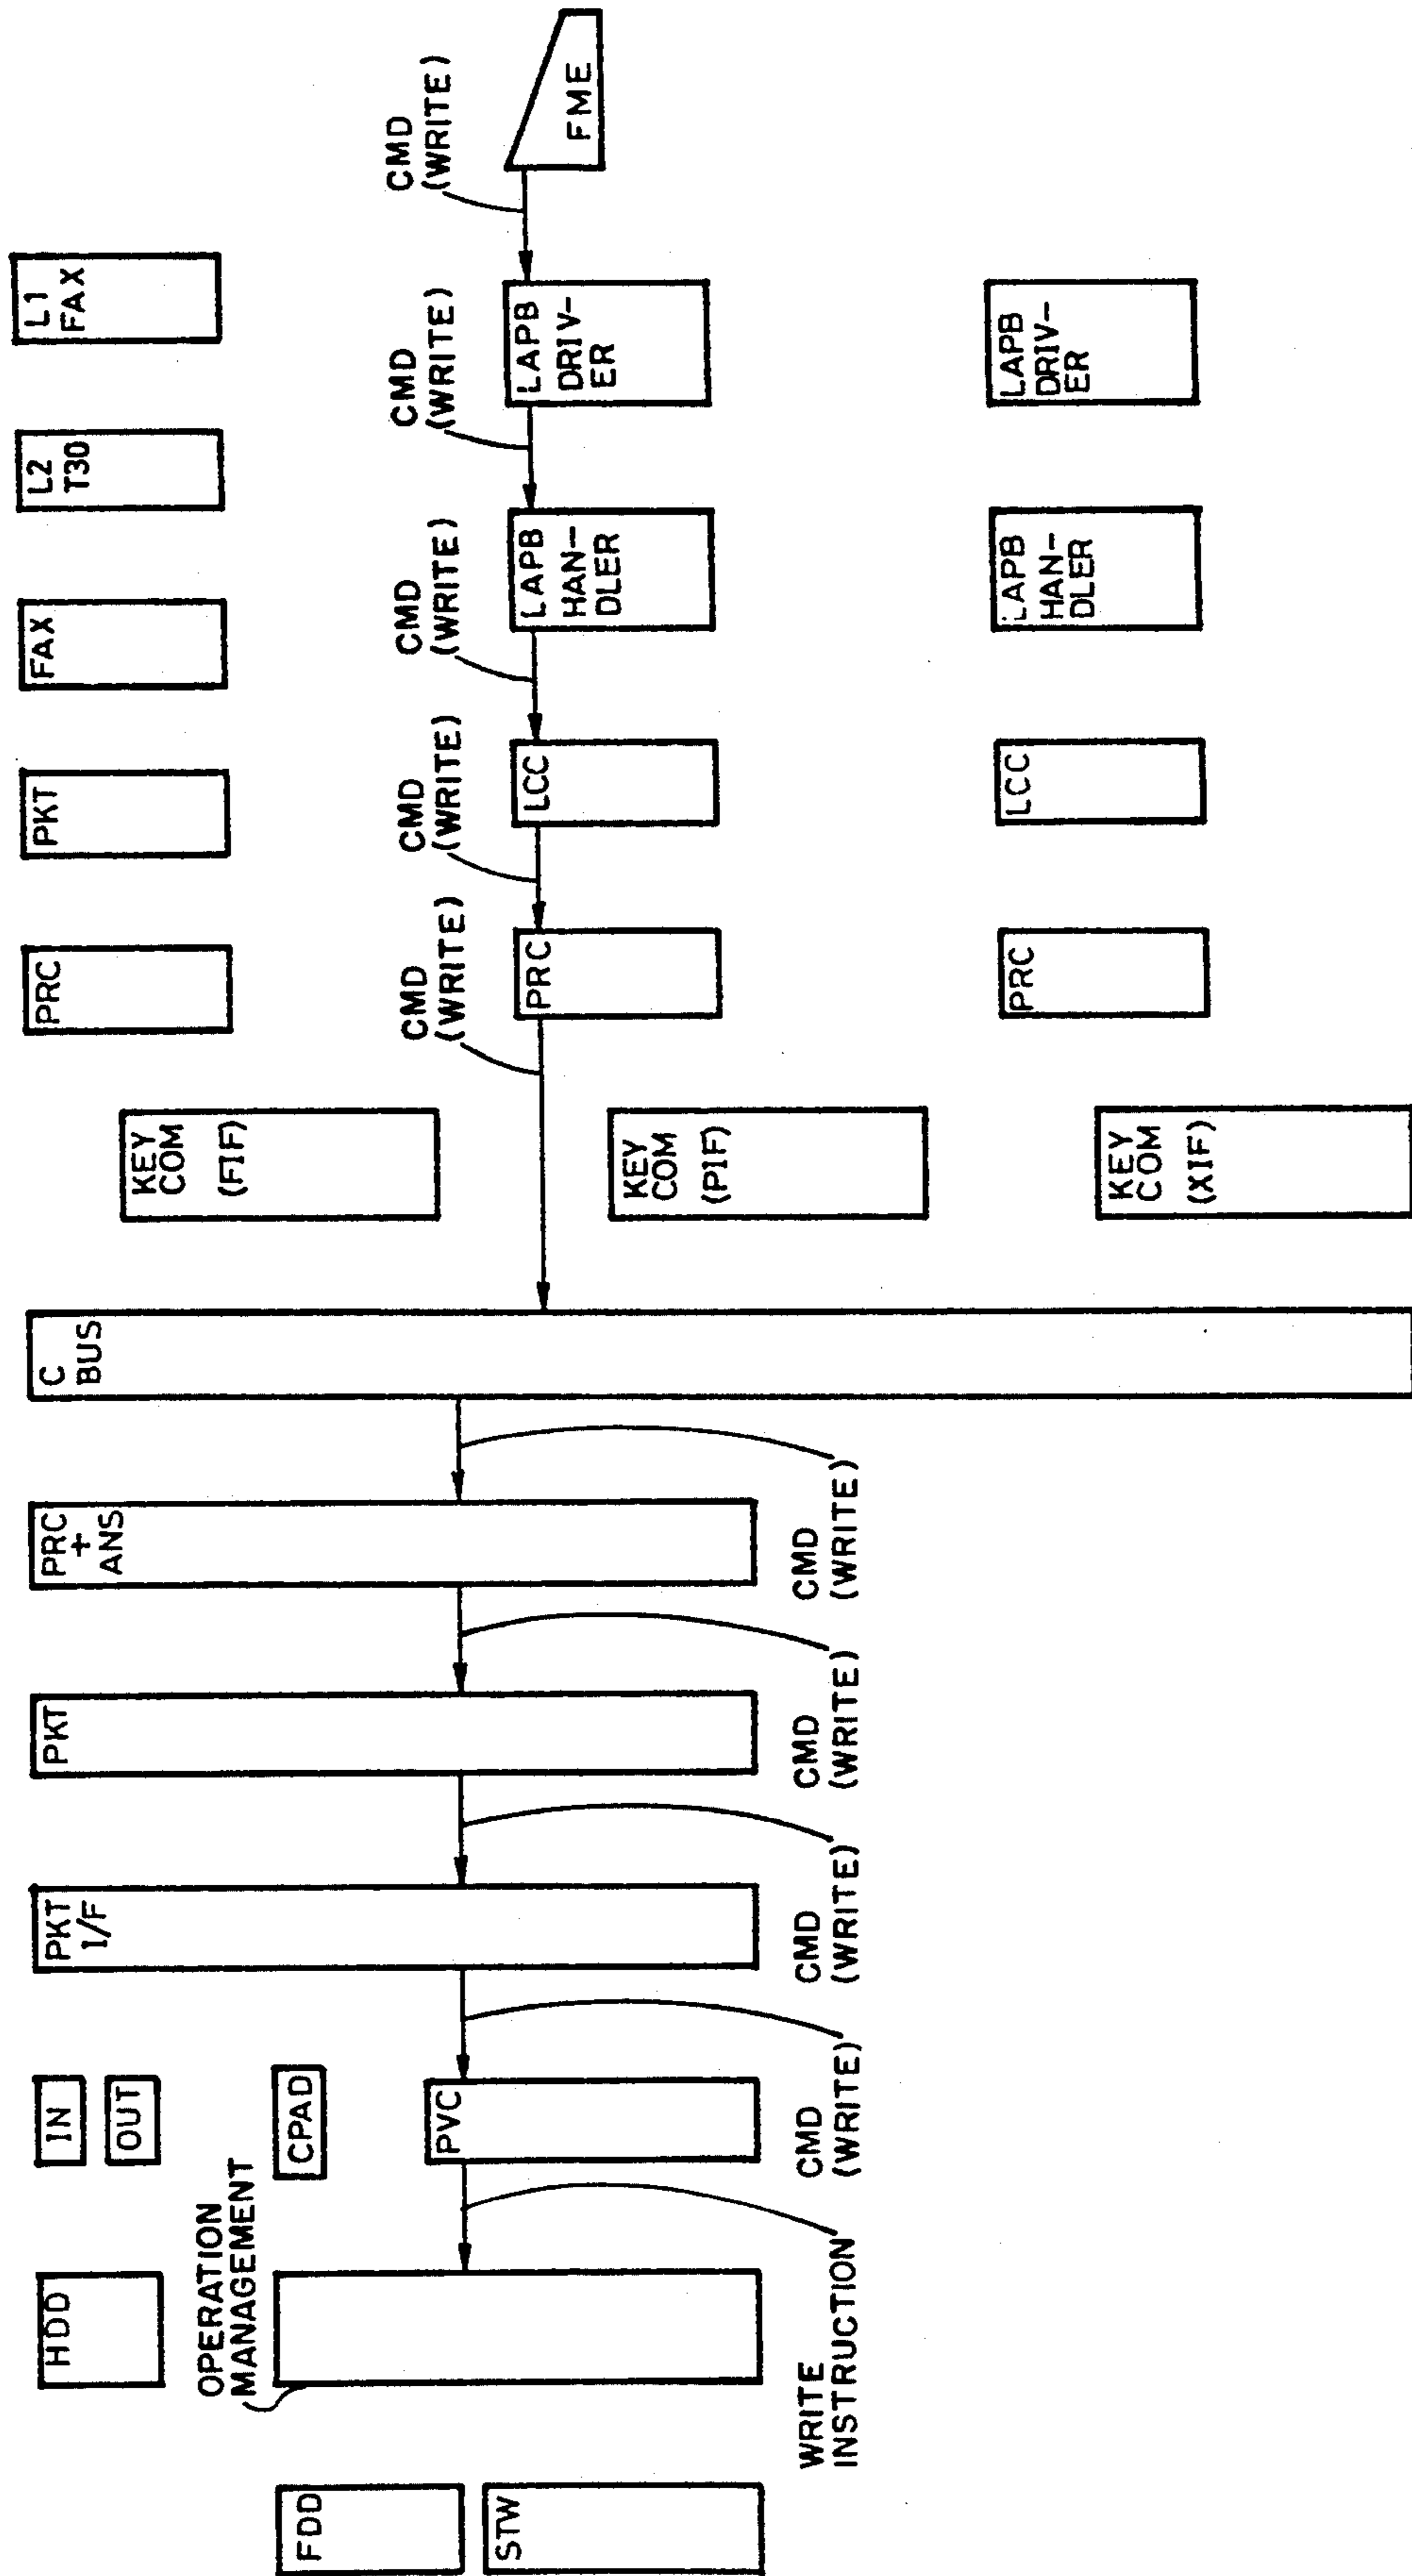 HDD
IN
OUT
PKT
I/F
PKT
PRC
+
ANS
C
BUS
PRC
PKT
FAX
L2
T30
L1
FAX
KEY
COM
(FIF)
OPERATION
MANAGEMENT
FDD
CPAD
CMD
(WRITE)
CMD
(WRITE)
CMD
(WRITE)
CMD
(WRITE)
CMD
(WRITE)
STW
PVC
PRC
LCC
LAPB
HAN-
DLER
LAPB
DRIV-
ER
FME
KEY
COM
(PIF)
WRITE
INSTRUCTION
CMD
(WRITE)
CMD
(WRITE)
CMD
(WRITE)
CMD
(WRITE)
PRC
LCC
LAPB
HAN-
DLER
LAPB
DRIV-
ER
KEY
COM
(XIF)